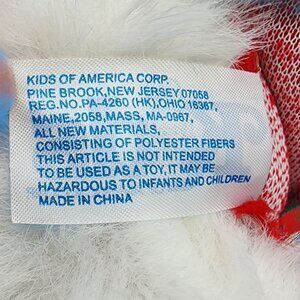 KIDS OF AMERICA CORP.
PINE BROOK, NEW JERSEY 07058
REG.NO.PA-4260 (HK),OHIO 16367,
MAINE,2058,MASS,MA-0967,
ALL NEW MATERIALS,
CONSISTING OF POLYESTER FIBERS
THIS ARTICLE IS NOT INTENDED
TO BE USED AS A TOY, IT MAY BE
HAZARDOUS TO INFANTS AND CHILDREN
MADE IN CHINA